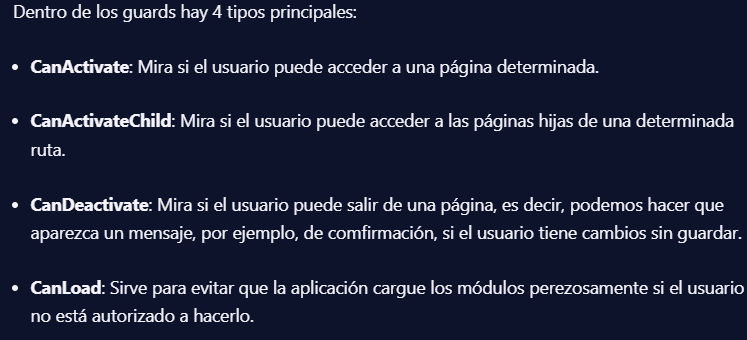 Dentro de los guards hay 4 tipos principales:
• CanActivate: Mira si el usuario puede acceder a una página determinada.
• CanActivateChild: Mira si el usuario puede acceder a las páginas hijas de una determinada
ruta.
• CanDeactivate: Mira si el usuario puede salir de una página, es decir, podemos hacer que
aparezca un mensaje, por ejemplo, de comfirmación, si el usuario tiene cambios sin guardar.
• CanLoad: Sirve para evitar que la aplicación cargue los módulos perezosamente si el usuario
no está autorizado a hacerlo.